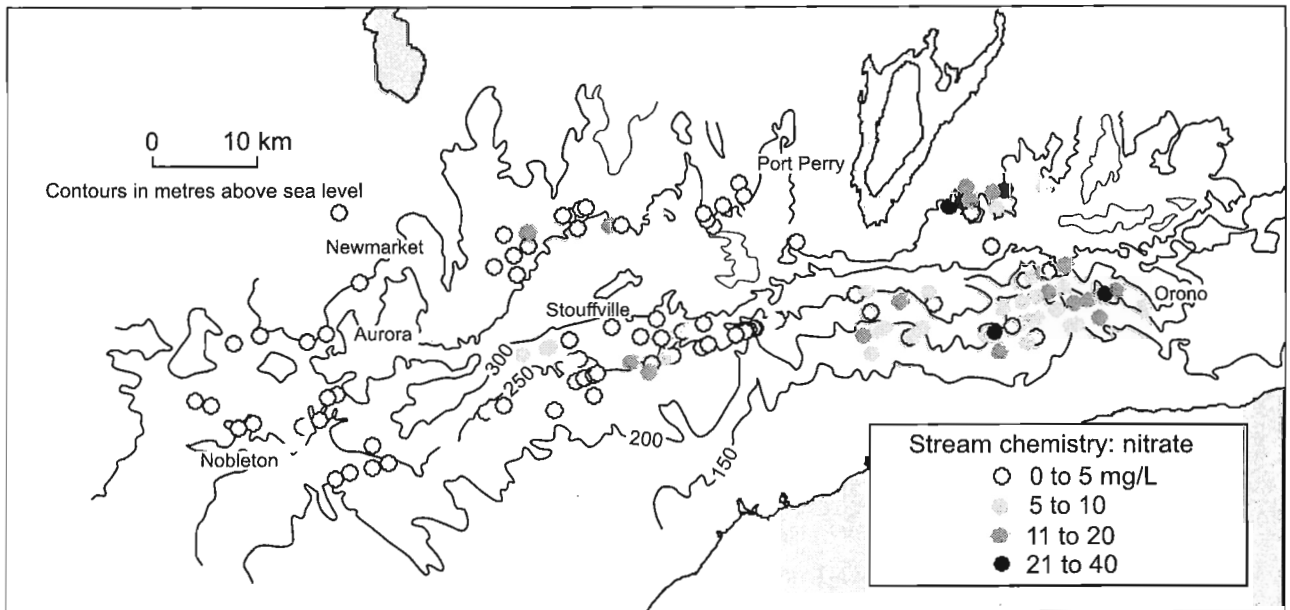 0 10 km
Contours in metres above sea level
Port Perry
Newmarket
Stouffville
Orono
Aurora
300
250
200
150
Nobleton
Stream chemistry: nitrate
0 to 5 mg/L
5 to 10
11 to 20
21 to 40